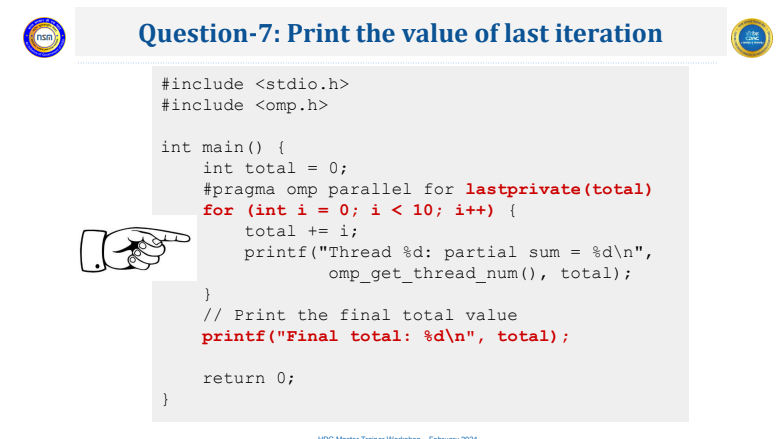 nsm
Question-7: Print the value of last iteration
#include <stdio.h>
#include <omp.h>
int main() {
int total = 0;
#pragma omp parallel for lastprivate(total)
for (int i = 0; i < 10; i++) {
total += i;
printf("Thread %d: partial sum = %d\n",
omp_get_thread_num(), total);
}
// Print the final total value
printf("Final total: %d\n", total);
return 0;
}